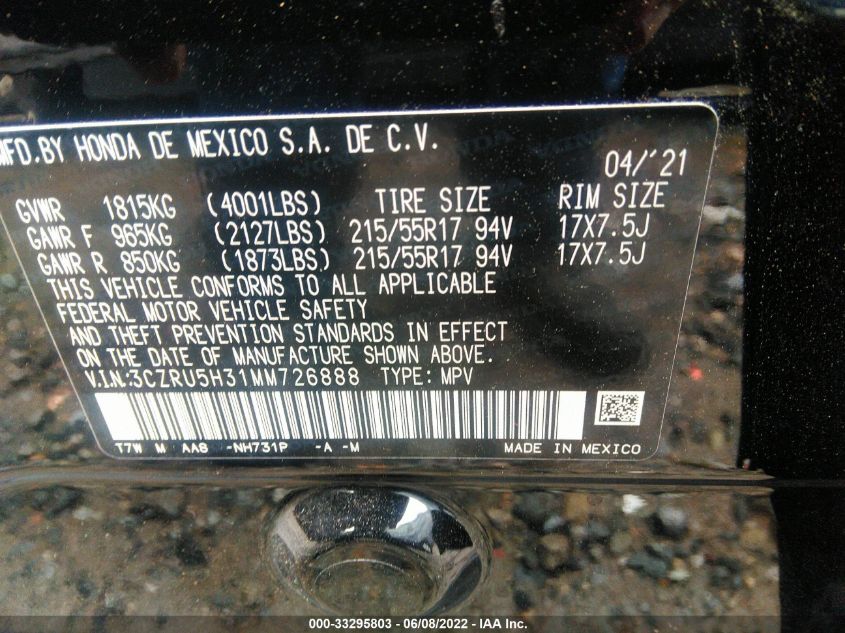 MFD.BY HONDA DE MEXICO S.A. DE C.V.
04/'21
GVWR 1815KG (4001LBS) TIRE SIZE RIM SIZE
GAWR F 965KG (2127LBS) 215/55R17 94V 17X7.5J
GAWR R 850KG (1873LBS) 215/55R17 94V 17X7.5J
THIS VEHICLE CONFORMS TO ALL APPLICABLE
FEDERAL MOTOR VEHICLE SAFETY
AND THEFT PREVENTION STANDARDS IN EFFECT
ON THE DATE OF MANUFACTURE SHOWN ABOVE.
V.I.N:3CZRU5H31MM726888 TYPE: MPV
T7W M AAS -NH731P -A -M MADE IN MEXICO
000-33295803 - 06/08/2022 - IAA Inc.